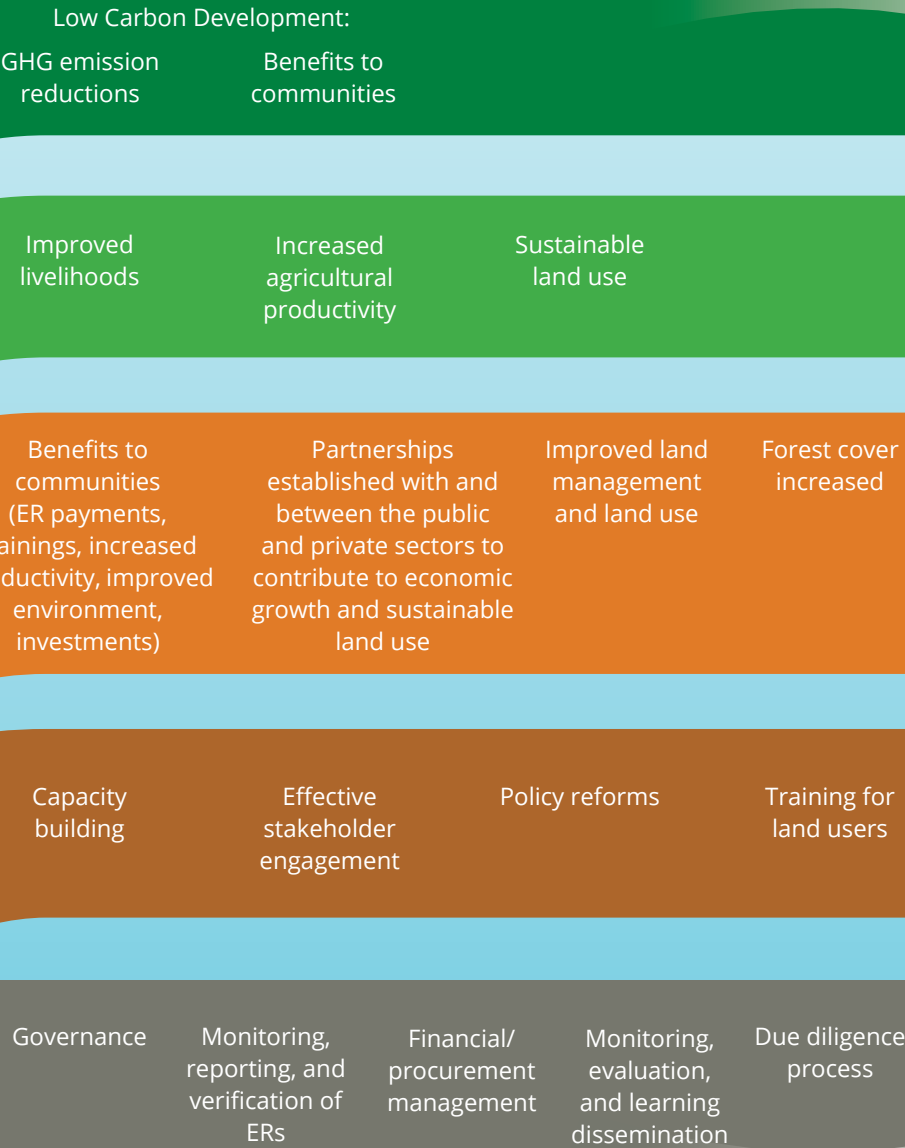 Low Carbon Development:
GHG emission
reductions
Benefits to
communities
Improved
livelihoods
Increased
agricultural
productivity
Sustainable
land use
Benefits to
communities
(ER payments,
ainings, increased
ductivity, improved
environment,
investments)
Partnerships
established with and
between the public
and private sectors to
contribute to economic
growth and sustainable
land use
Improved land
management
and land use
Forest cover
increased
Capacity
building
Effective
stakeholder
engagement
Policy reforms
Training for
land users
Governance
Monitoring,
reporting, and
verification of
ERs
Financial/
procurement
management
Monitoring,
evaluation,
and learning
dissemination
Due diligence
process